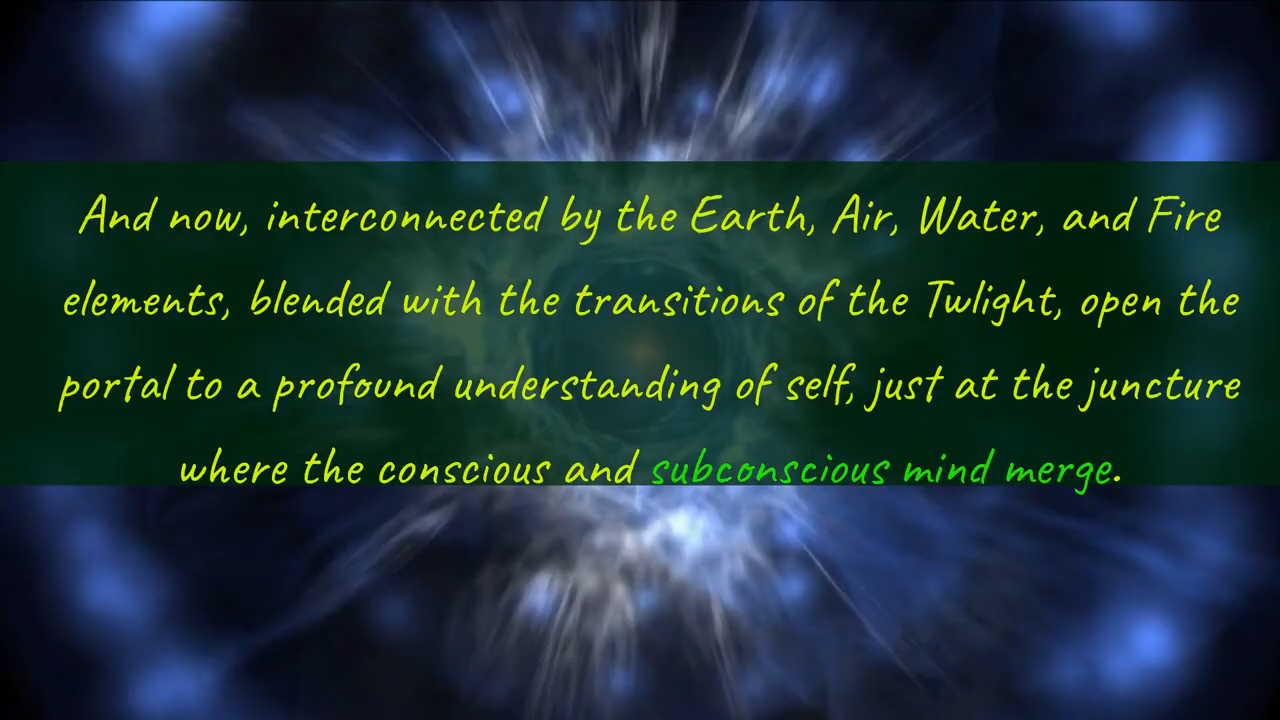 And now, interconnected by the Earth, Air, Water, and Fire
elements, blended with the transitions of the Twlight, open the
portal to a profound understanding of self, just at the juncture
where the conscious and subconscious mind merge.